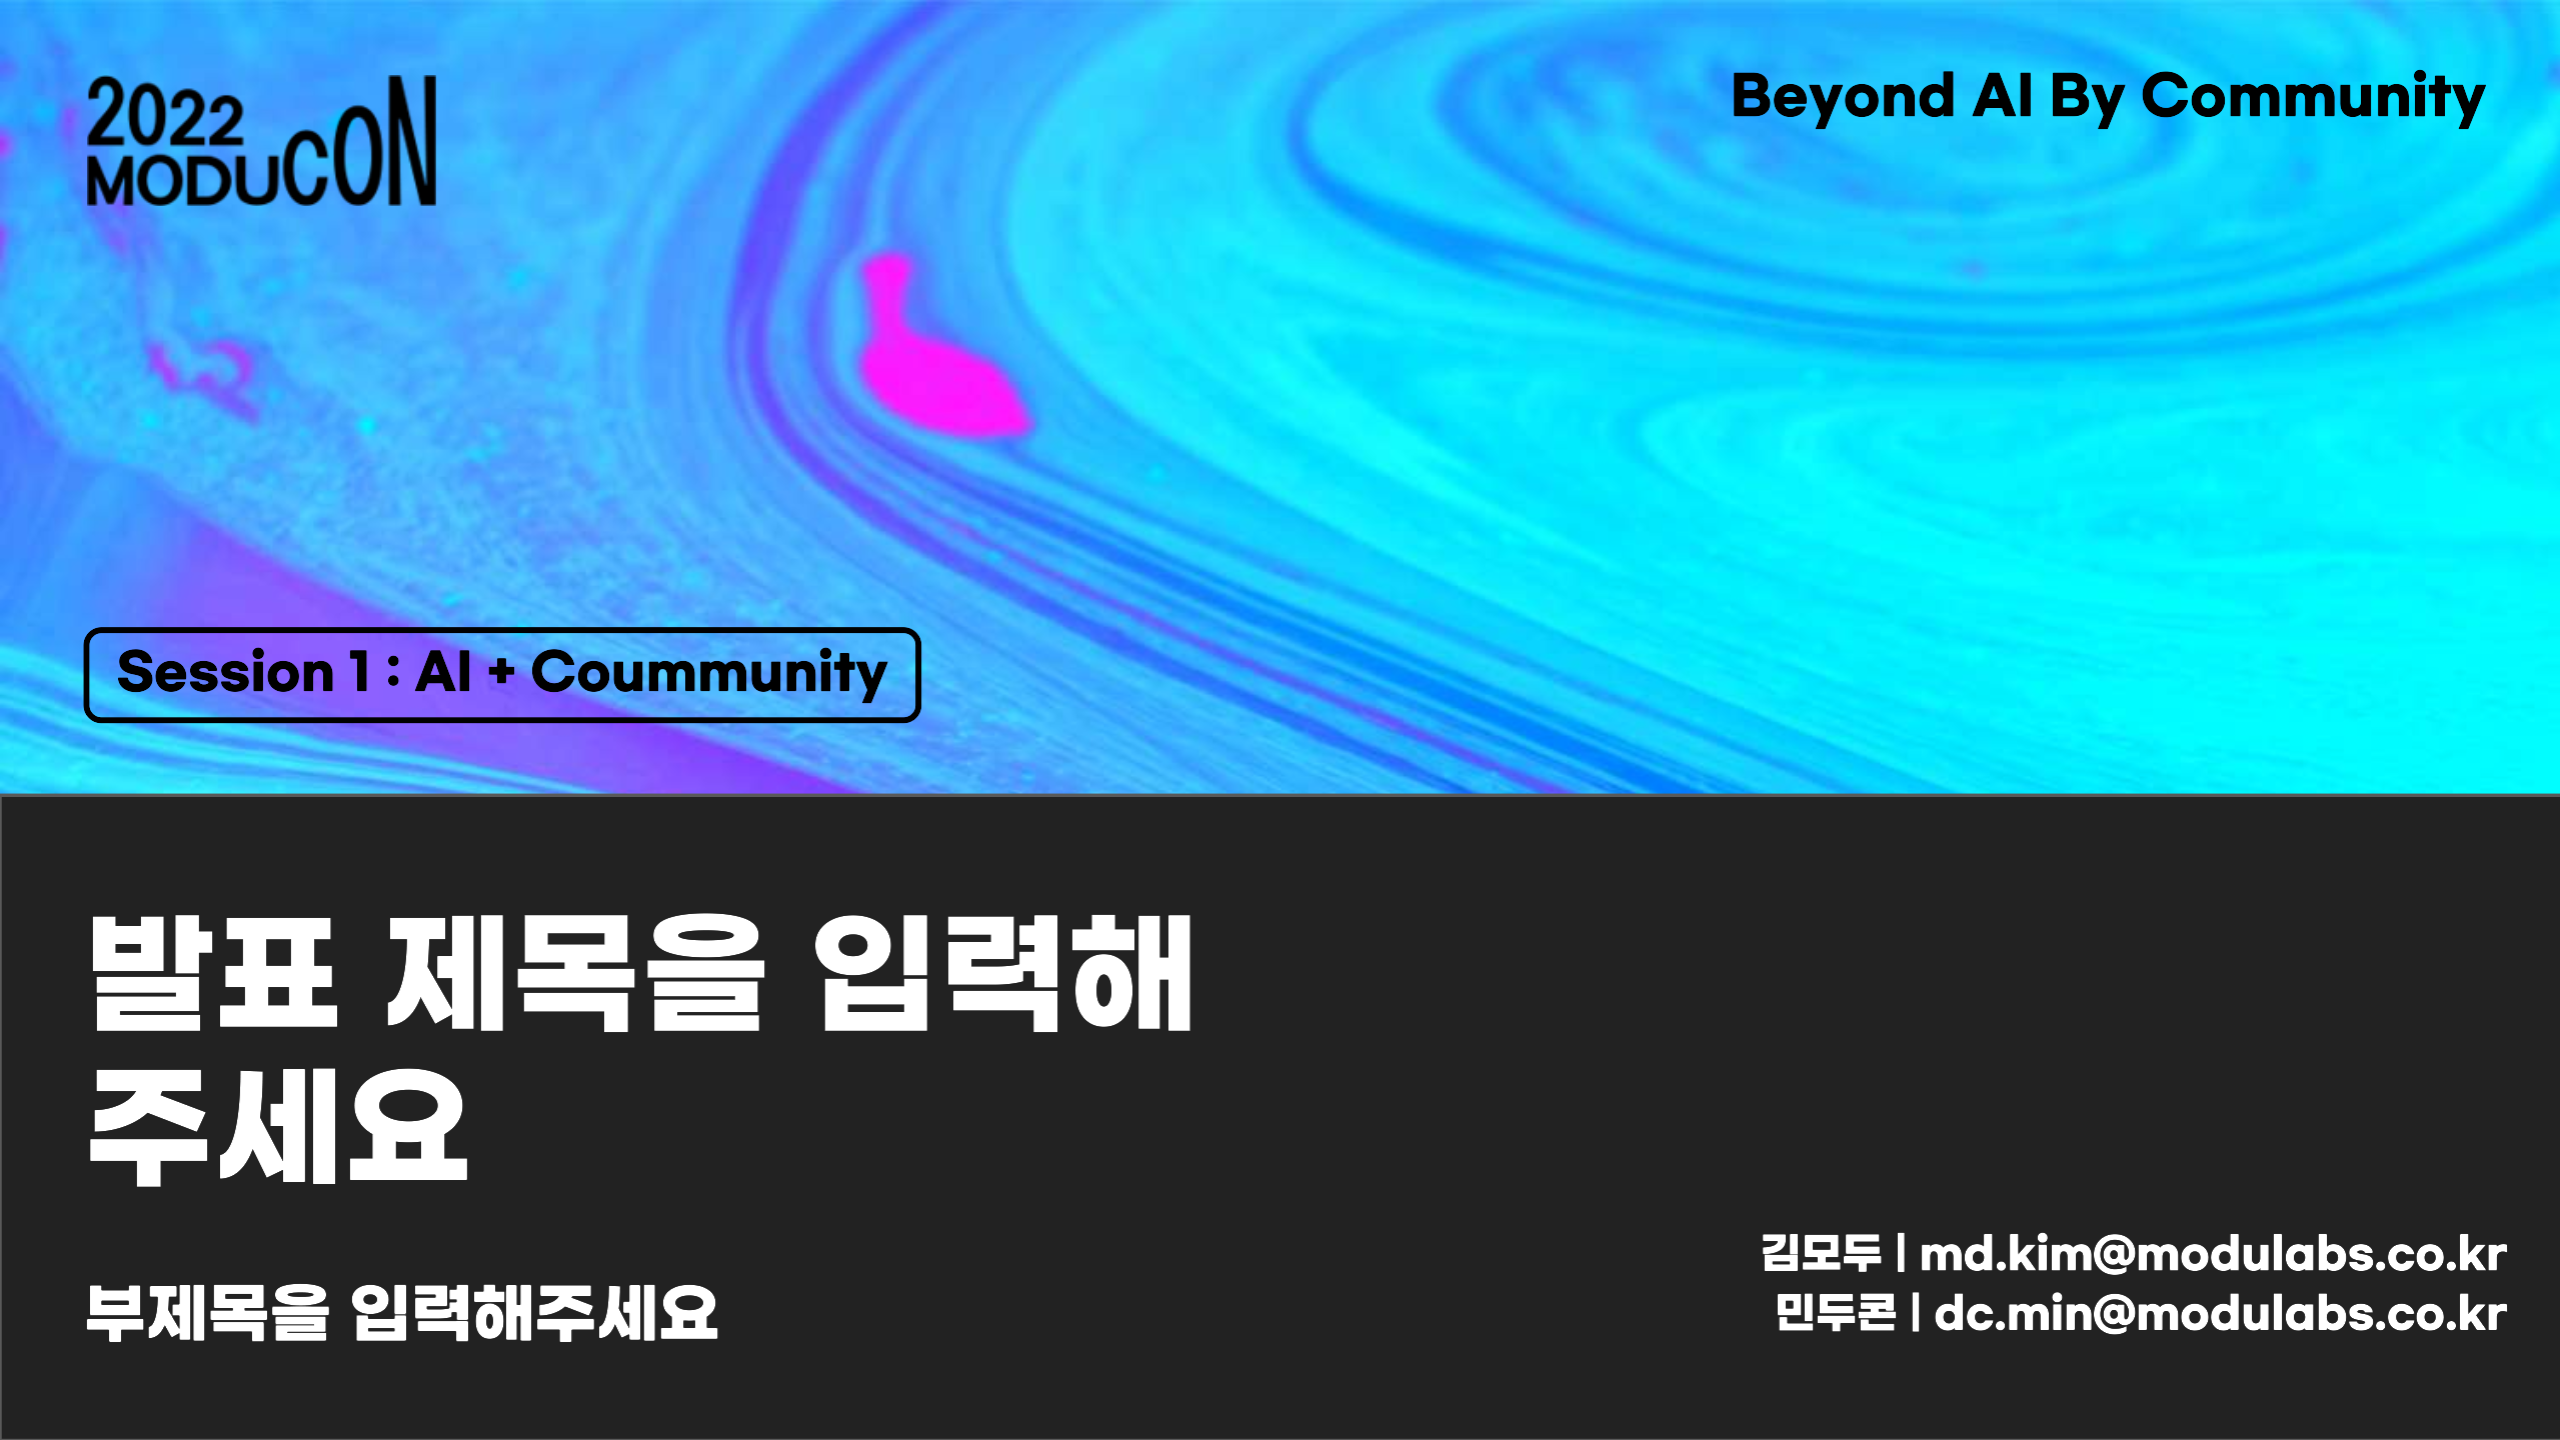 2022
MODUCON
Beyond AI By Community
Session 1 : AI + Coummunity
발표 제목을 입력해
주세요
부제목을 입력해주세요
김모두 | md.kim@modulabs.co.kr
민두콘 | dc.min@modulabs.co.kr